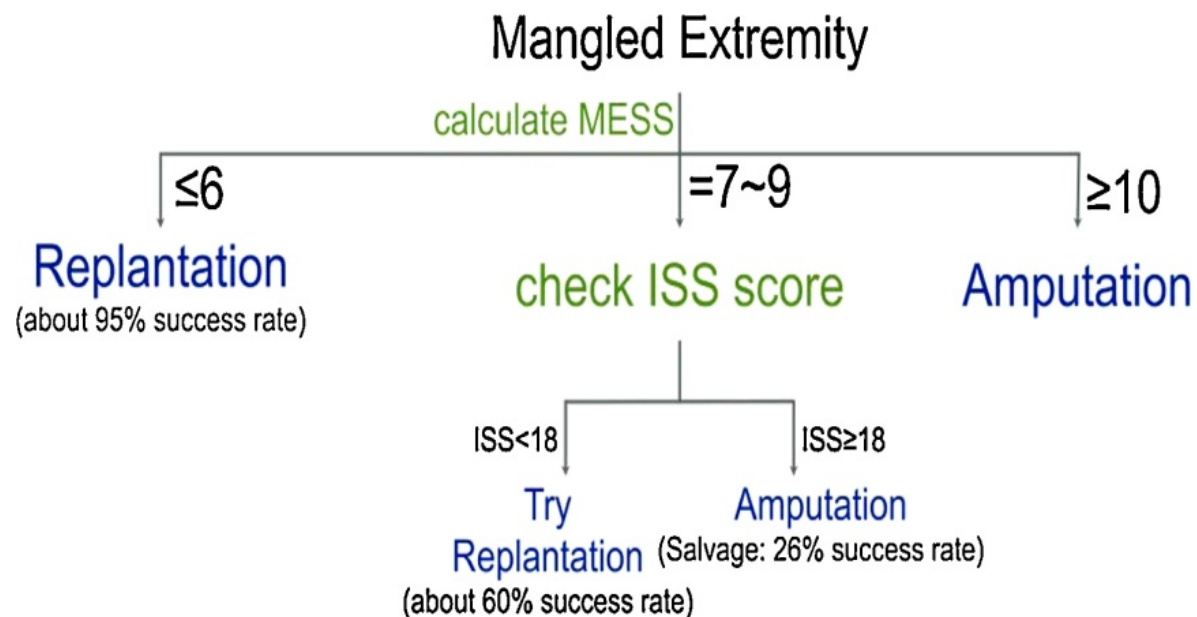 Mangled Extremity
calculate MESS
≤6
=7~9
≥10
Replantation
(about 95% success rate)
check ISS score
Amputation
ISS<18
ISS≥18
Try
Replantation
(about 60% success rate)
Amputation
(Salvage: 26% success rate)